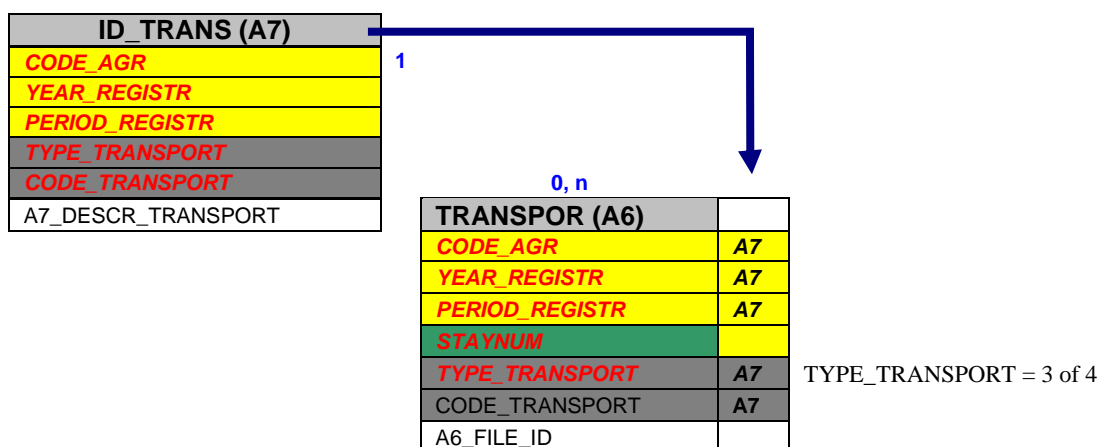 ID_TRANS (A7)
CODE_AGR
1
YEAR_REGISTR
PERIOD_REGISTR
TYPE_TRANSPORT
CODE_TRANSPORT
A7_DESCR_TRANSPORT
0, n
TRANSPOR (A6)
CODE_AGR A7
YEAR_REGISTR A7
PERIOD_REGISTR A7
STAYNUM
TYPE_TRANSPORT A7 TYPE_TRANSPORT = 3 of 4
CODE_TRANSPORT A7
A6_FILE_ID